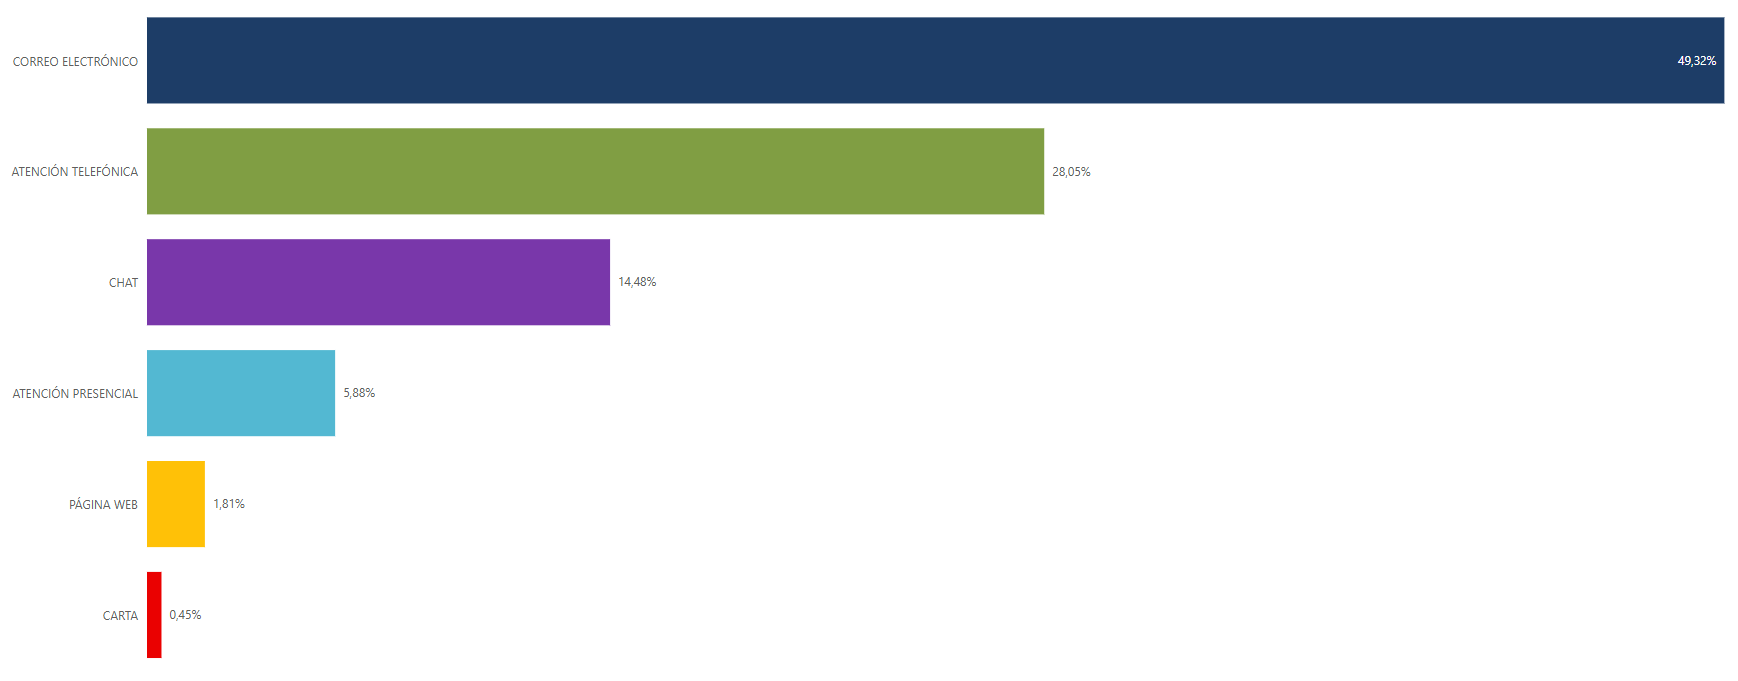 CORREO ELECTRÓNICO
49,32%
ATENCIÓN TELEFÓNICA
28,05%
CHAT
14,48%
ATENCIÓN PRESENCIAL
5,88%
PÁGINA WEB
1,81%
CARTA
0,45%